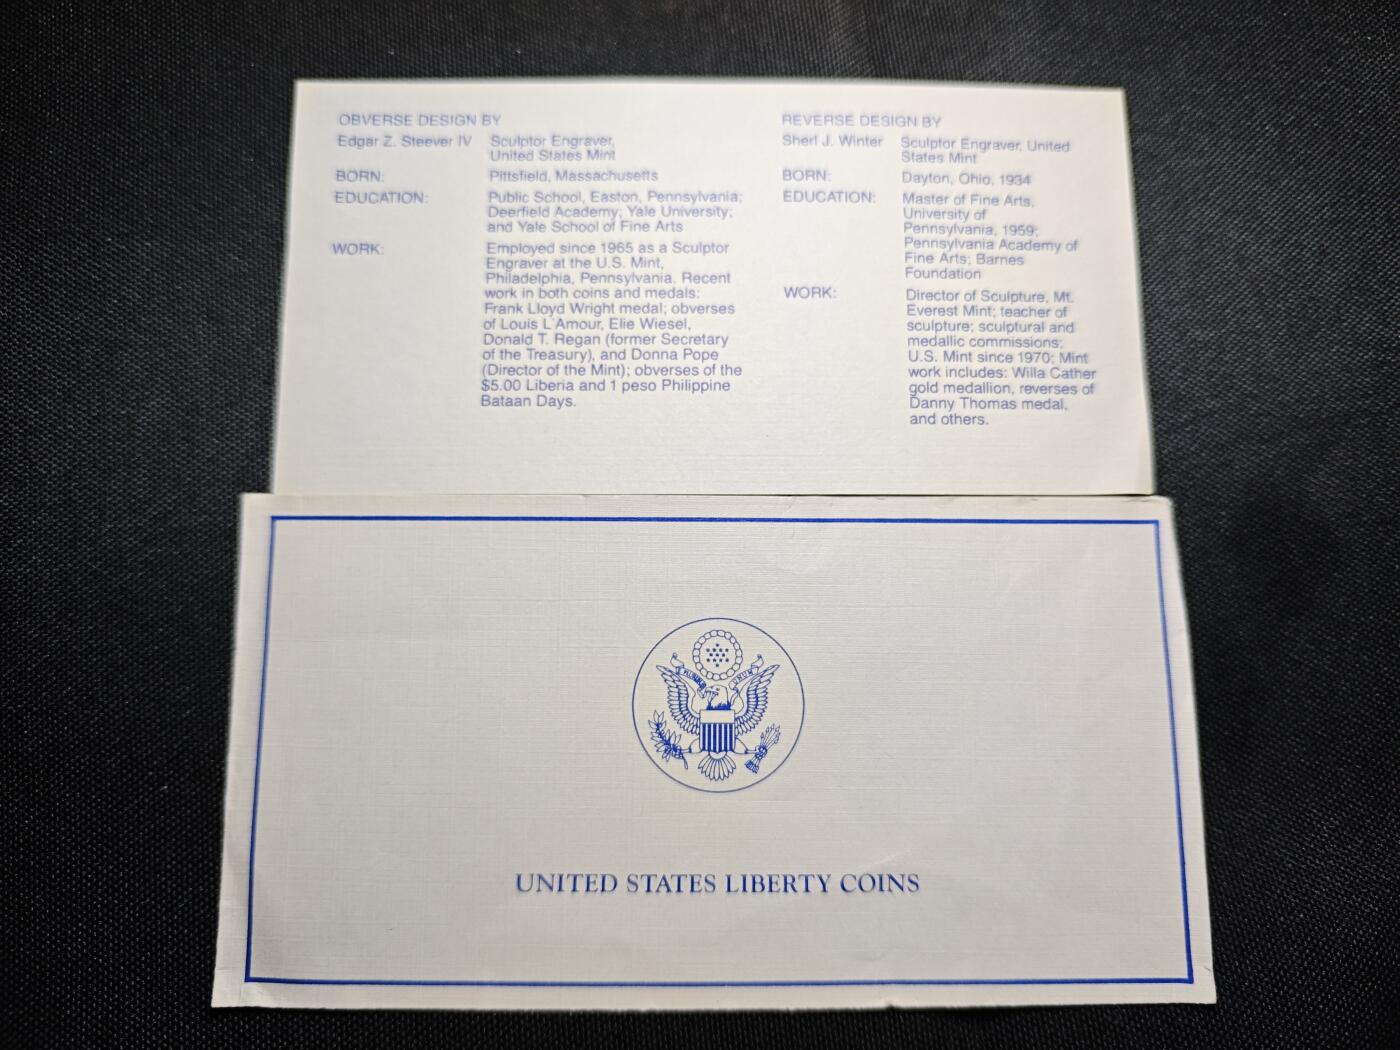 OBVERSE DESIGN BY
Edgar Z. Steever IV Sculptor Engraver,
United States Mint
BORN: Pittsfield, Massachusetts
EDUCATION: Public School, Easton, Pennsylvania;
Deerfield Academy; Yale University;
and Yale School of Fine Arts
WORK: Employed since 1965 as a Sculptor
Engraver at the U.S. Mint,
Philadelphia, Pennsylvania. Recent
work in both coins and medals:
Frank Lloyd Wright medal; obverses
of Louis L'Amour, Elie Wiesel,
Donald T. Regan (former Secretary
of the Treasury), and Donna Pope
(Director of the Mint); obverses of the
$5.00 Liberia and 1 peso Philippine
Bataan Days.
REVERSE DESIGN BY
Sherl J. Winter Sculptor Engraver, United
States Mint
BORN: Dayton, Ohio, 1934
EDUCATION: Master of Fine Arts,
University of
Pennsylvania, 1959;
Pennsylvania Academy of
Fine Arts; Barnes
Foundation
WORK: Director of Sculpture, Mt.
Everest Mint; teacher of
sculpture; sculptural and
medallic commissions;
U.S. Mint since 1970; Mint
work includes: Willa Cather
gold medallion, reverses of
Danny Thomas medal,
and others.
UNUM
UNITED STATES LIBERTY COINS